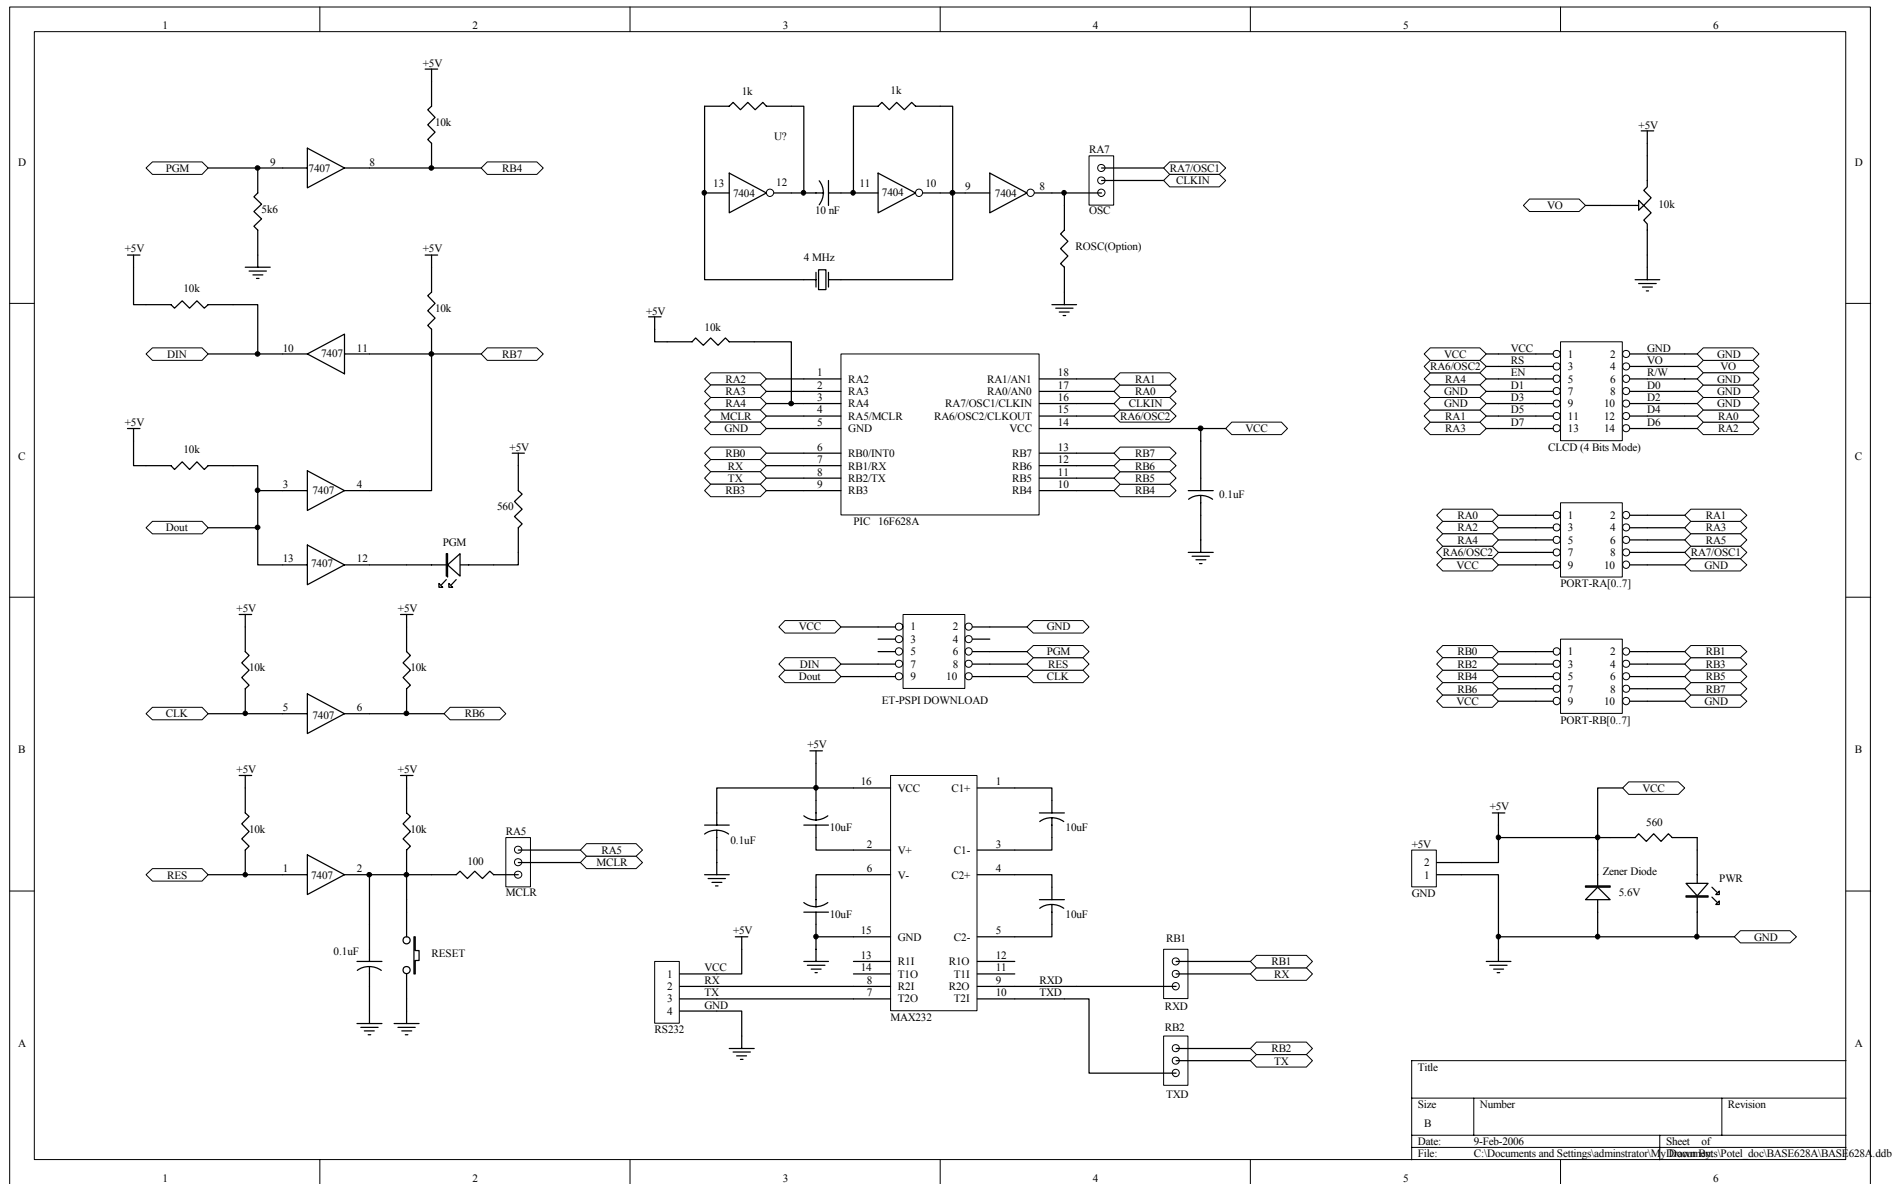 1 2 3 4 5 6
D
C
B
A
D
C
B
A
1 2 3 4 5 6
+5V
10k
PGM 9 7407 8 RB4
5k6
+5V
10k
+5V
10k
DIN 10 7407 11 RB7
+5V
10k
3 7407 4
Dout
13 7407 12
PGM
560
+5V
+5V
10k
+5V
10k
CLK 5 7407 6 RB6
+5V
10k
+5V
10k
RES 1 7407 2
100
RA5
RA5
MCLR
MCLR
0.1uF
RESET
1k
1k
U?
13 7404 12
10 nF
11 7404 10
9 7404 8
4 MHz
RA7
RA7/OSC1
CLKIN
OSC
ROSC(Option)
+5V
10k
RA2 1 RA2
RA3 2 RA3
RA4 3 RA4
MCLR 4 RA5/MCLR
GND 5 GND
RB0 6 RB0/INT0
RX 7 RB1/RX
TX 8 RB2/TX
RB3 9 RB3
RA1/AN1 18 RA1
RA0/AN0 17 RA0
RA7/OSC1/CLKIN 16 CLKIN
RA6/OSC2/CLKOUT 15 RA6/OSC2
VCC 14 VCC
RB7 13 RB7
RB6 12 RB6
RB5 11 RB5
RB4 10 RB4
PIC 16F628A
0.1uF
VCC 1 2 GND
3 4
5 6 PGM
DIN 7 8 RES
Dout 9 10 CLK
ET-PSPI DOWNLOAD
+5V
0.1uF
10uF
10uF
10uF
10uF
16 VCC C1+ 1
2 V+ C1- 3
6 V- C2+ 4
15 GND C2- 5
13 R1I R1O 12
14 T1O T1I 11
8 R2I R2O 9 RXD
7 T2O T2I 10 TXD
MAX232
+5V
1 VCC
2 RX
3 TX
4 GND
RS232
RB1
RB1
RX
RXD
RB2
RB2
TX
TXD
+5V
VO
10k
VCC VCC 1 2 GND GND
RA6/OSC2 RS 3 4 VO VO
RA4 EN 5 6 R/W GND
GND D1 7 8 D0 GND
GND D3 9 10 D2 GND
RA1 D5 11 12 D4 RA0
RA3 D7 13 14 D6 RA2
CLCD (4 Bits Mode)
RA0 1 2 RA1
RA2 3 4 RA3
RA4 5 6 RA5
RA6/OSC2 7 8 RA7/OSC1
VCC 9 10 GND
PORT-RA[0..7]
RB0 1 2 RB1
RB2 3 4 RB3
RB4 5 6 RB5
RB6 7 8 RB7
VCC 9 10 GND
PORT-RB[0..7]
VCC
+5V
560
+5V
2
1
GND
Zener Diode
5.6V
PWR
GND
Title
Size Number Revision
B
Date: 9-Feb-2006 Sheet of
File: C:\Documents and Settings\adminstrator\My \Potel doc\BASE628A\BASE628A.ddb